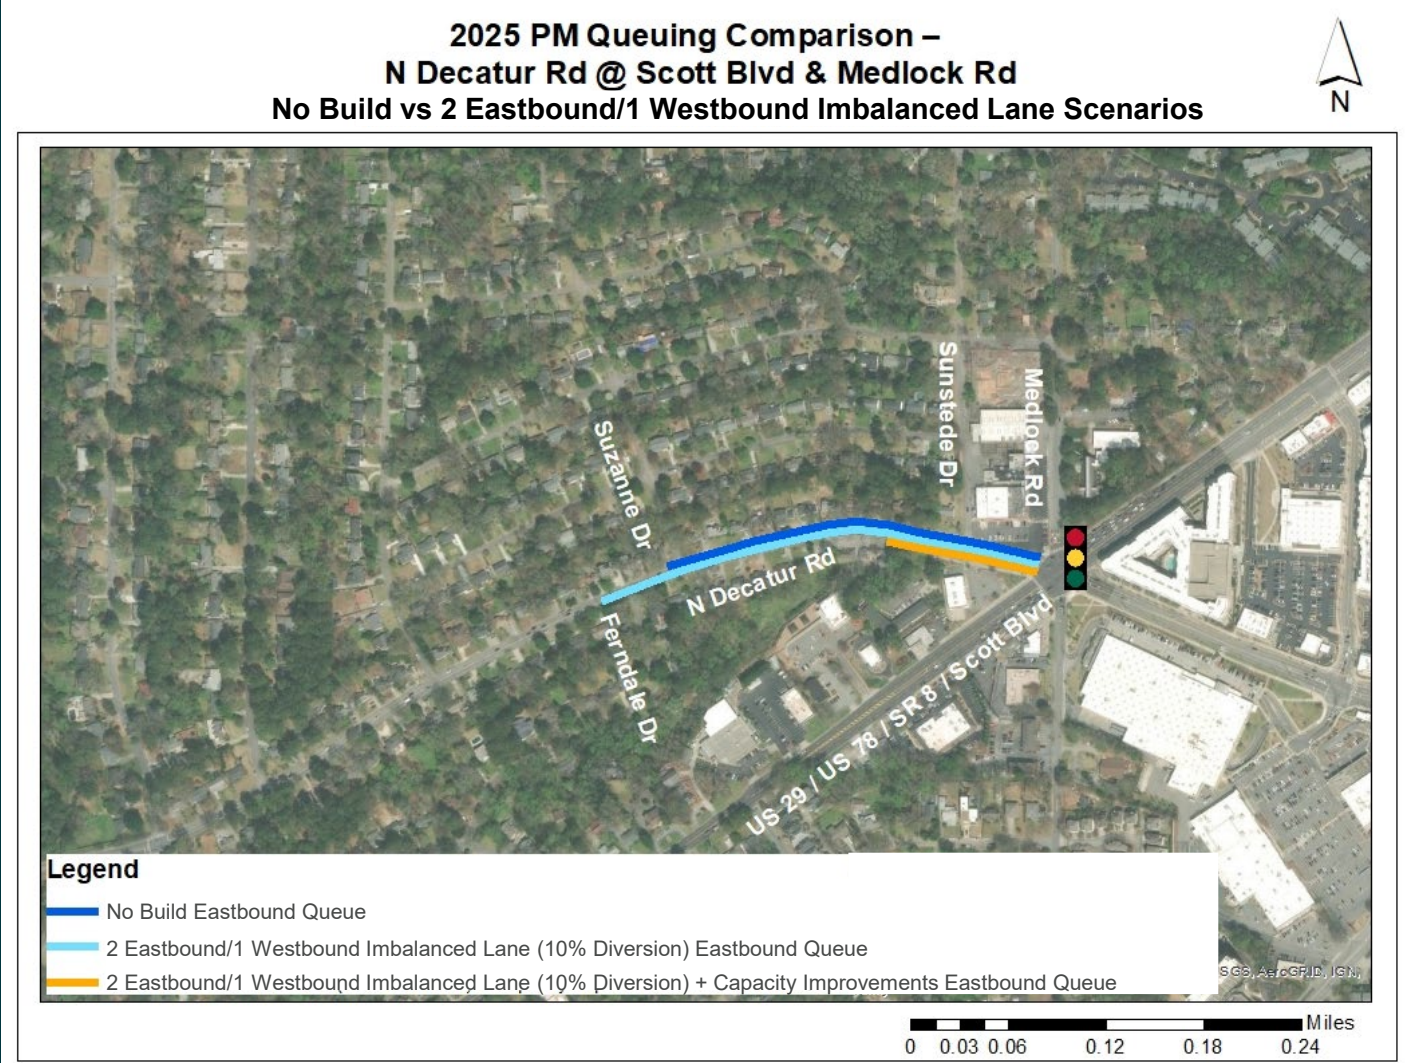 2025 PM Queuing Comparison –
N Decatur Rd @ Scott Blvd & Medlock Rd
No Build vs 2 Eastbound/1 Westbound Imbalanced Lane Scenarios
N
Sunstede Dr
Medlock Rd
Suzanne Dr
N Decatur Rd
Ferndale Dr
US 29 / US 78 / SR 8 / Scott Blvd
Legend
No Build Eastbound Queue
2 Eastbound/1 Westbound Imbalanced Lane (10% Diversion) Eastbound Queue
2 Eastbound/1 Westbound Imbalanced Lane (10% Diversion) + Capacity Improvements Eastbound Queue
SGS, AeroGRID, IGN,
Miles
0 0.03 0.06 0.12 0.18 0.24